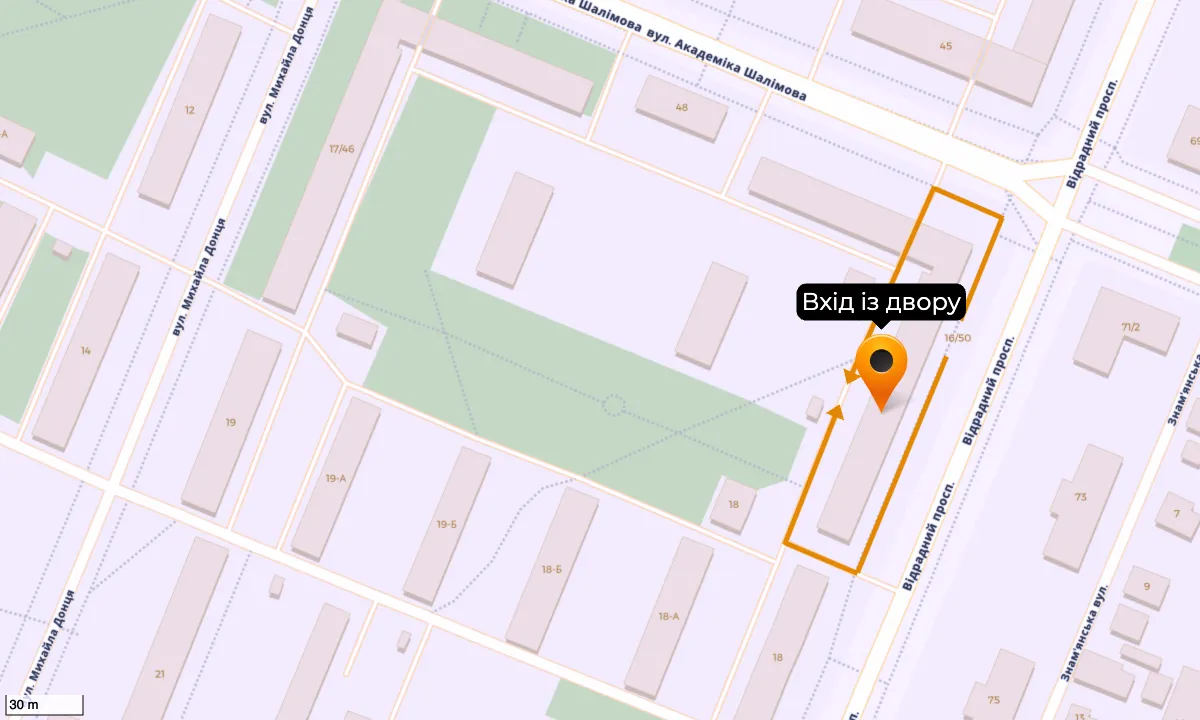 Шалімова
вул. Академіка Шалімова
45
вул. Михайла Донця
12
48
Відрадний просп.
17/46
69
А
вул. Михайла Донця
Вхід із двору
71/2
16/50
14
Відрадний просп.
19
19-А
18
73
7
19-Б
Відрадний просп.
18-Б
9
18-А
вул. Михайла Донця
Знам'янська вул.
18
21
75
30 m
13